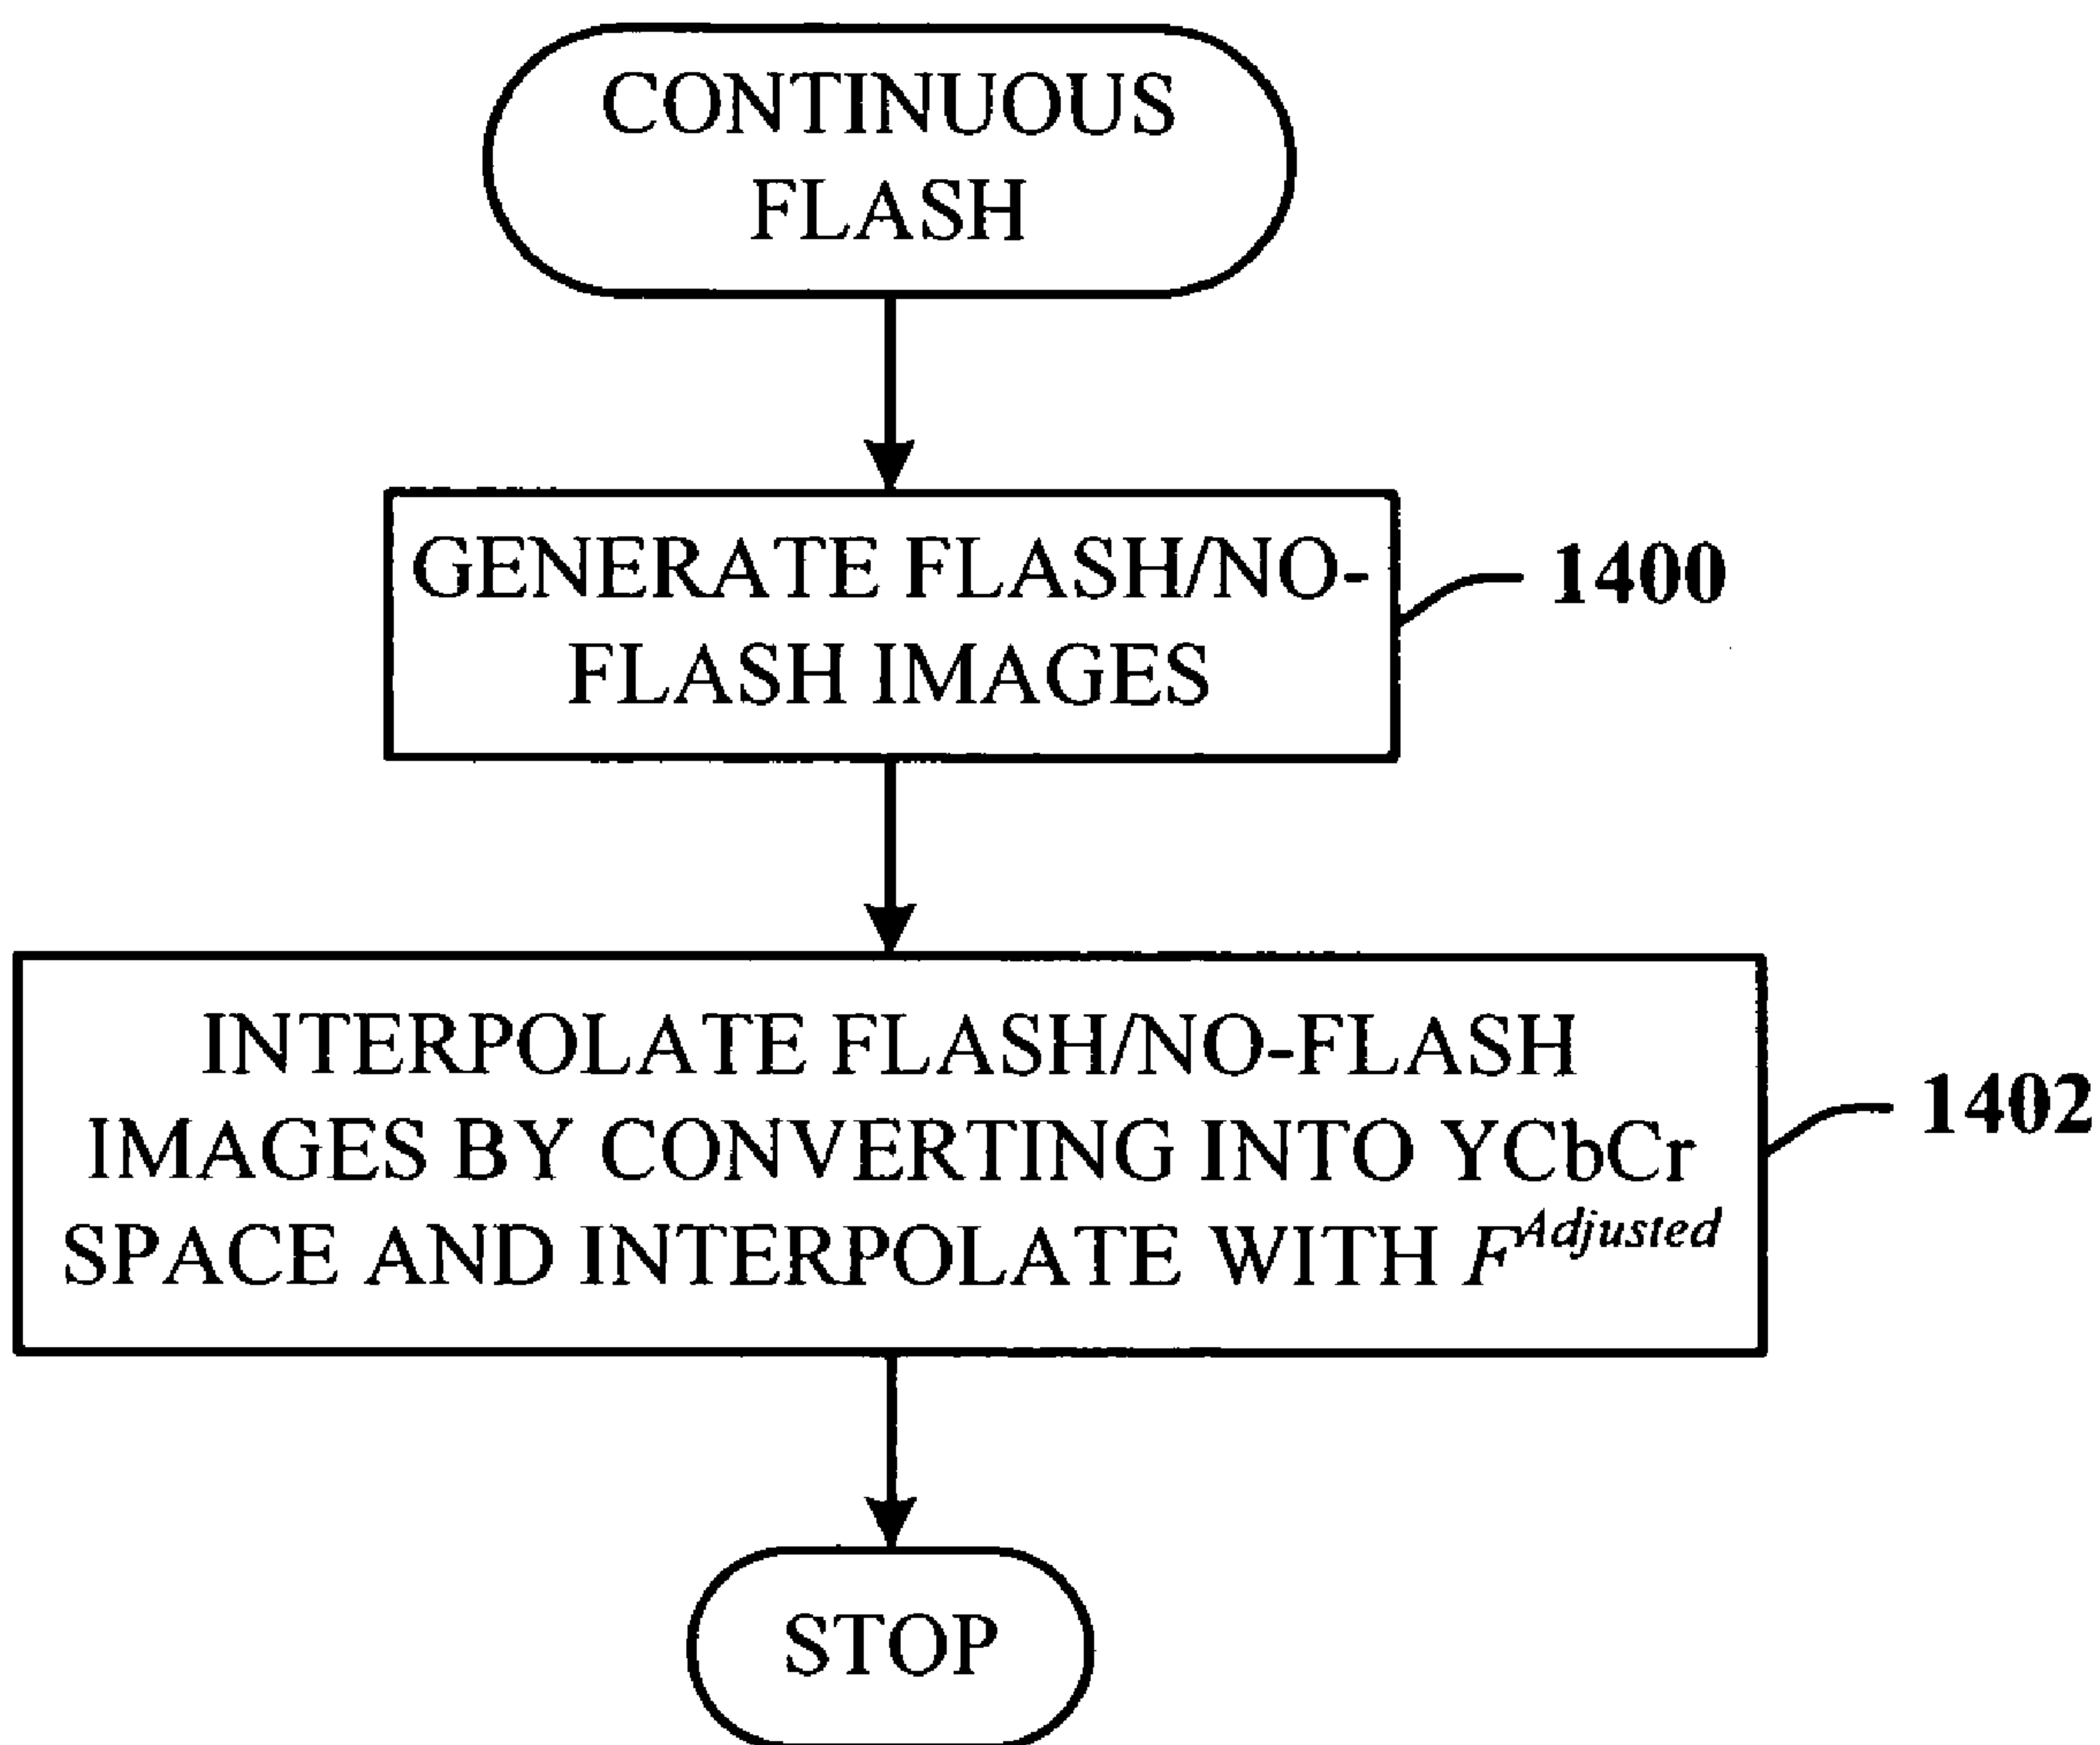 CONTINUOUS
FLASH
GENERATE FLASH/NO-
FLASH IMAGES
1400
INTERPOLATE FLASH/NO-FLASH
IMAGES BY CONVERTING INTO YCbCr
SPACE AND INTERPOLATE WITH F^Adjusted
1402
STOP